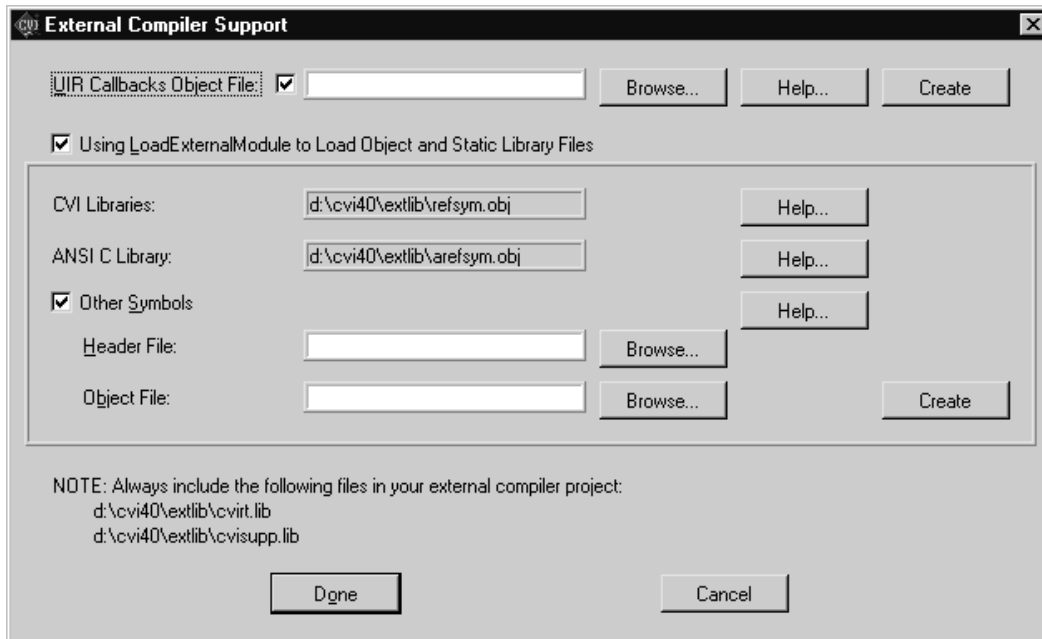 CVI External Compiler Support
UIR Callbacks Object File: Browse... Help... Create
Using LoadExternalModule to Load Object and Static Library Files
CVI Libraries: d:\cvi40\extlib\refsym.obj Help...
ANSI C Library: d:\cvi40\extlib\arefsym.obj Help...
Other Symbols Help...
Header File: Browse...
Object File: Browse... Create
NOTE: Always include the following files in your external compiler project:
d:\cvi40\extlib\cvirt.lib
d:\cvi40\extlib\cvisupp.lib
Done Cancel